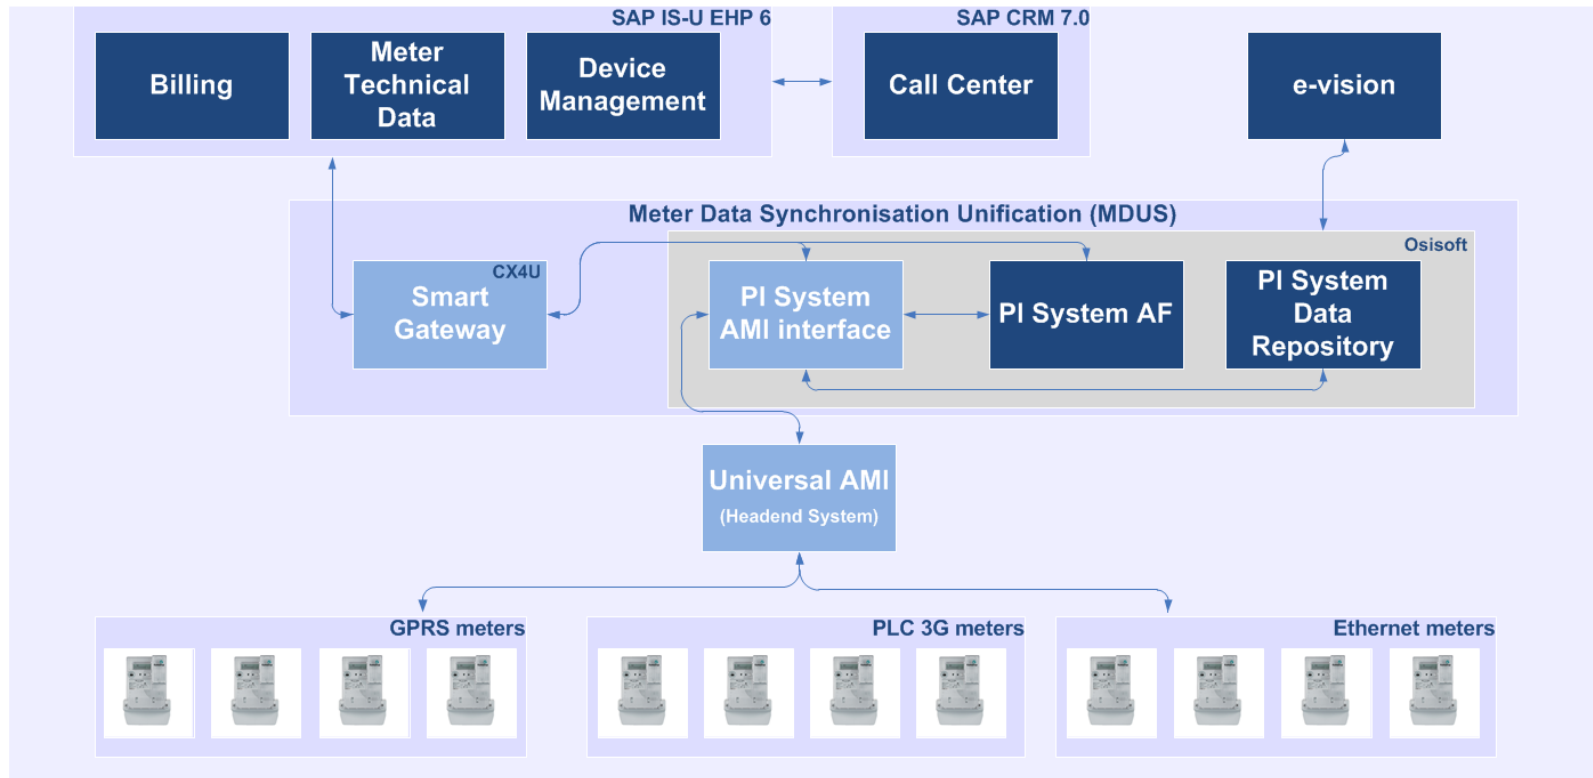 SAP IS-U EHP 6
Billing
Meter
Technical
Data
Device
Management
SAP CRM 7.0
Call Center
e-vision
Meter Data Synchronisation Unification (MDUS)
CX4U
Smart
Gateway
Osisoft
PI System
AMI interface
PI System AF
PI System
Data
Repository
Universal AMI
(Headend System)
GPRS meters
PLC 3G meters
Ethernet meters